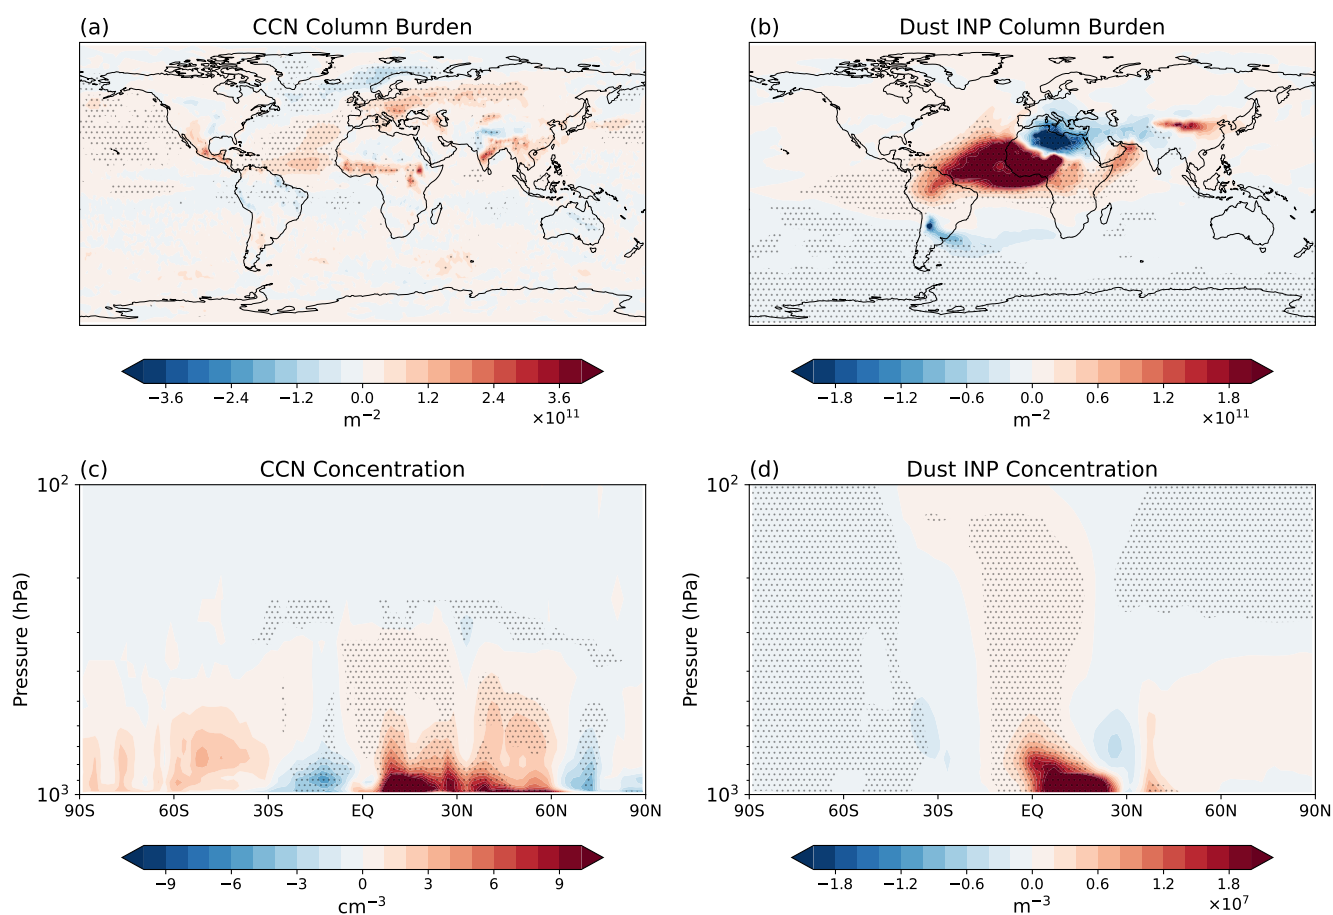 (a) CCN Column Burden
(b) Dust INP Column Burden
−3.6 −2.4 −1.2 0.0 1.2 2.4 3.6
m⁻² ×10¹¹
−1.8 −1.2 −0.6 0.0 0.6 1.2 1.8
m⁻² ×10¹¹
(c) CCN Concentration
(d) Dust INP Concentration
10²
Pressure (hPa)
10³
90S 60S 30S EQ 30N 60N 90N
10²
Pressure (hPa)
10³
90S 60S 30S EQ 30N 60N 90N
−9 −6 −3 0 3 6 9
cm⁻³
−1.8 −1.2 −0.6 0.0 0.6 1.2 1.8
m⁻³ ×10⁷